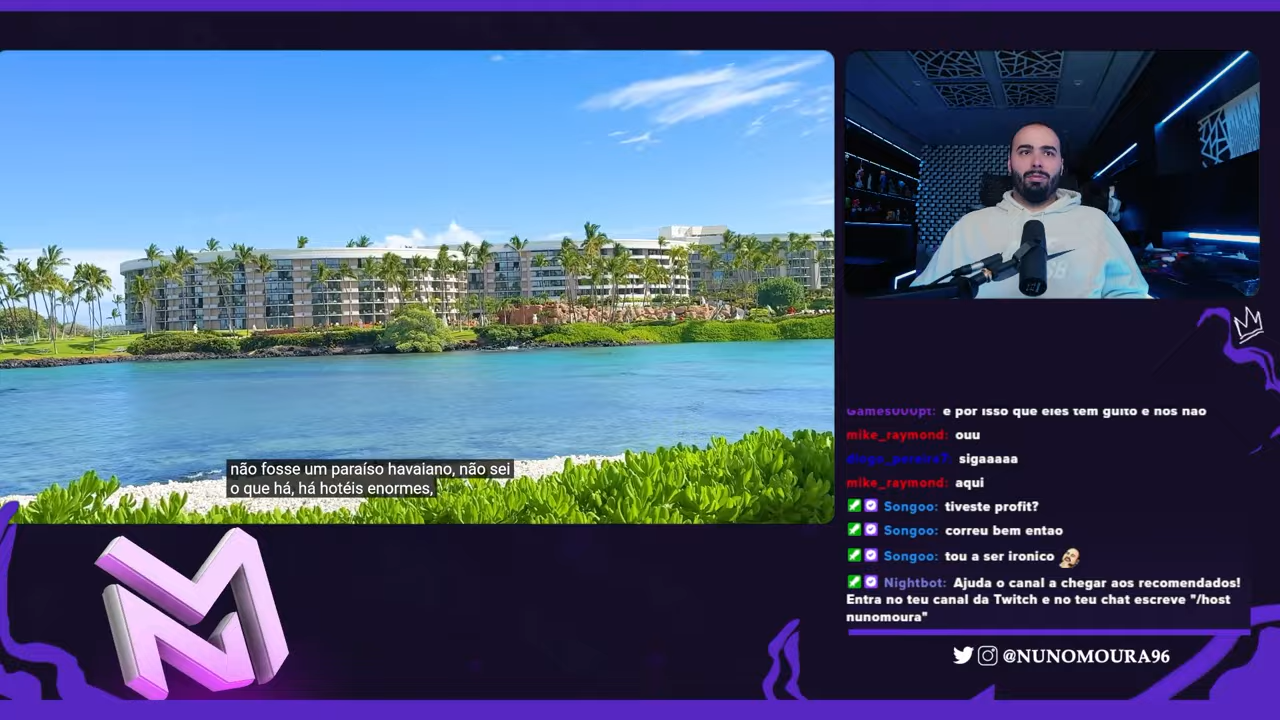 não fosse um paraíso havaiano, não sei
o que há, há hotéis enormes,
Games000pt: e por isso que eles tem guito e nos nao
mike_raymond: ouu
sigaaaaa
mike_raymond: aqui
Songoo: tiveste profit?
Songoo: correu bem entao
Songoo: tou a ser ironico
Nightbot: Ajuda o canal a chegar aos recomendados!
Entra no teu canal da Twitch e no teu chat escreve "/host
nunomoura"
@NUNOMOURA96